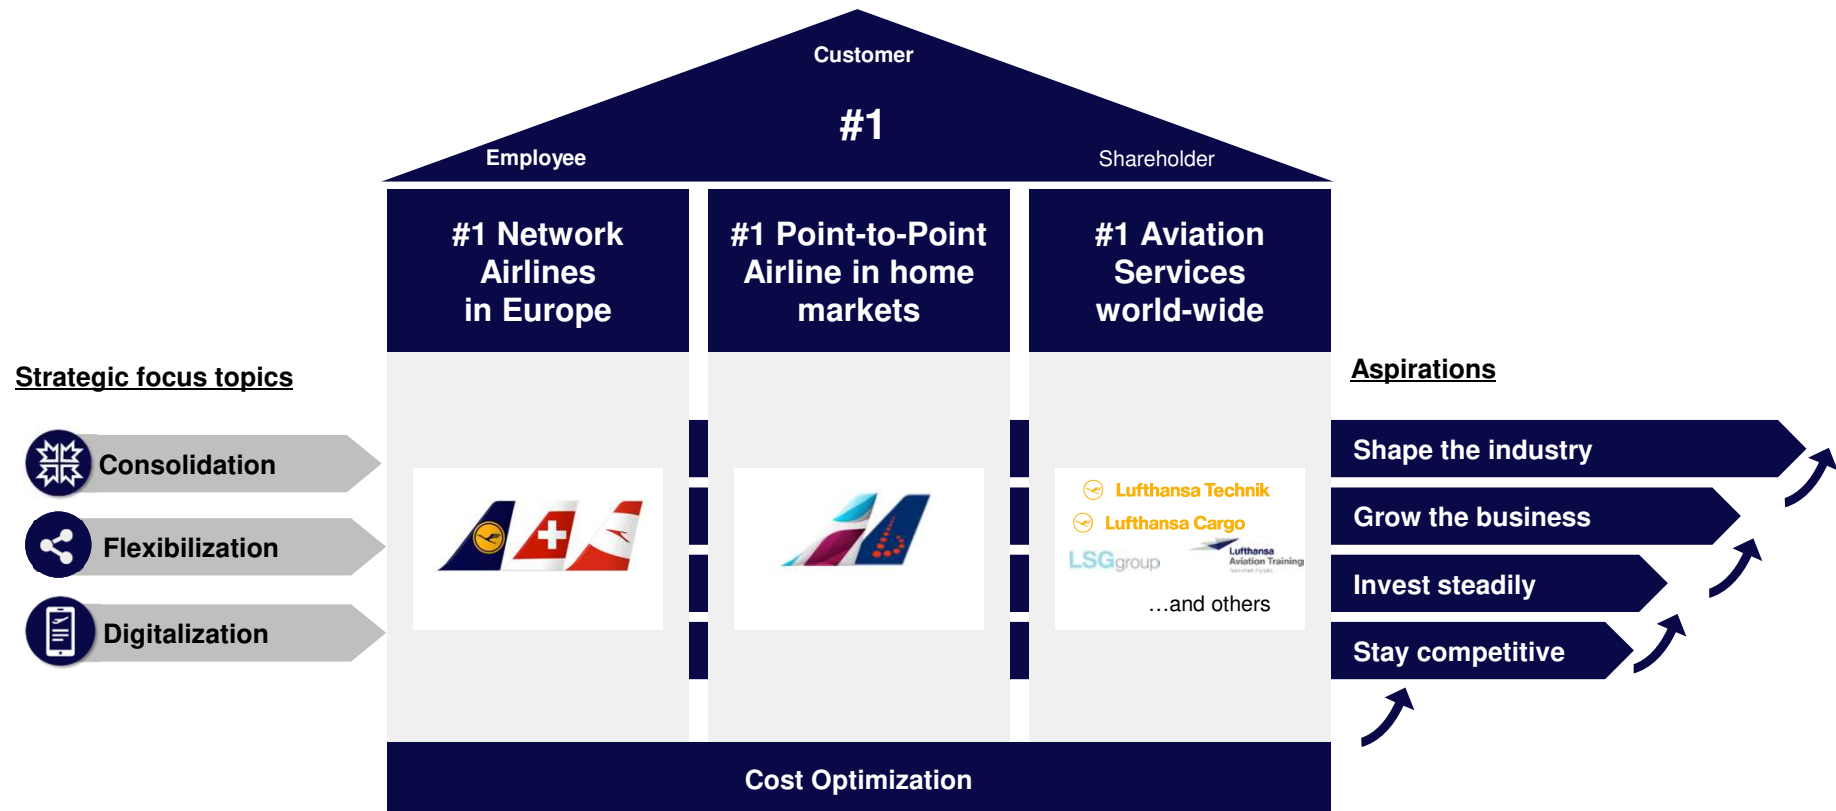 Customer
#1
Employee
Shareholder
#1 Network
Airlines
in Europe
#1 Point-to-Point
Airline in home
markets
#1 Aviation
Services
world-wide
Strategic focus topics
Consolidation
Flexibilization
Digitalization
Lufthansa Technik
Lufthansa Cargo
LSGgroup
Lufthansa
Aviation Training
...and others
Aspirations
Shape the industry
Grow the business
Invest steadily
Stay competitive
Cost Optimization